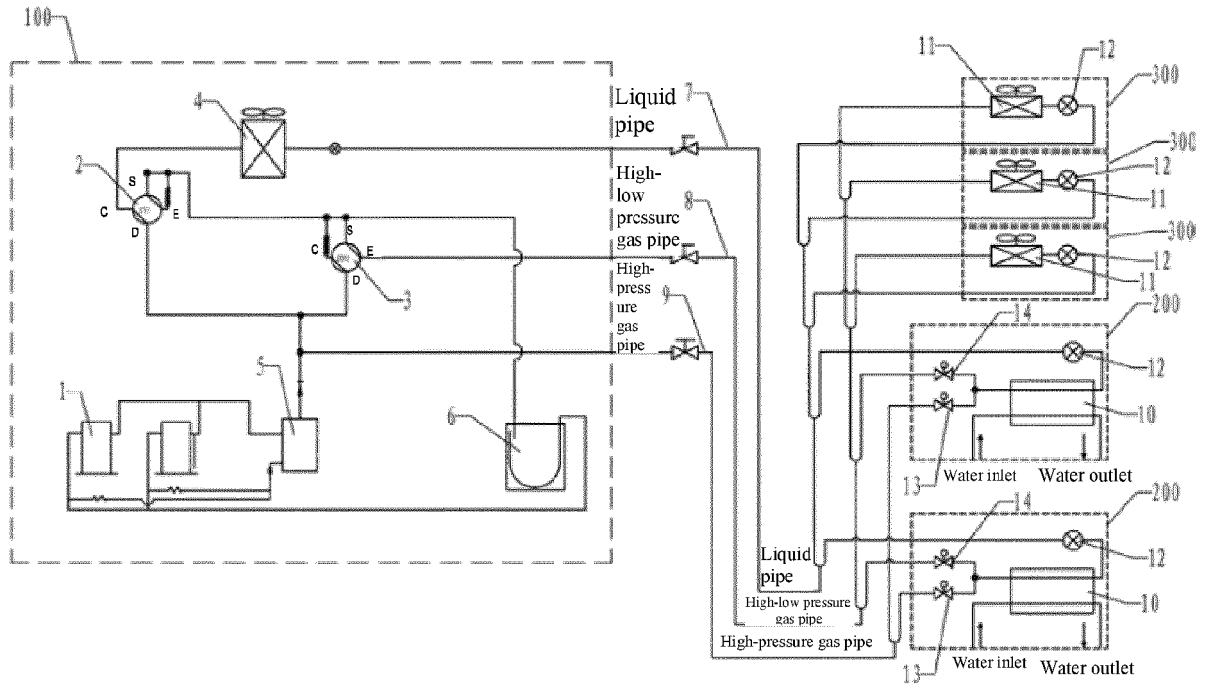 100
4
2
S
C
E
D
C
S
E
D
3
1
5
6
Liquid
pipe
7
High-
low
pressure
gas pipe
8
High-
press
ure
gas
pipe
9
11
12
300
300
12
11
300
12
11
200
14
12
10
13
Water inlet
Water outlet
200
14
12
10
13
Water inlet
Water outlet
Liquid
pipe
High-low pressure
gas pipe
High-pressure gas pipe